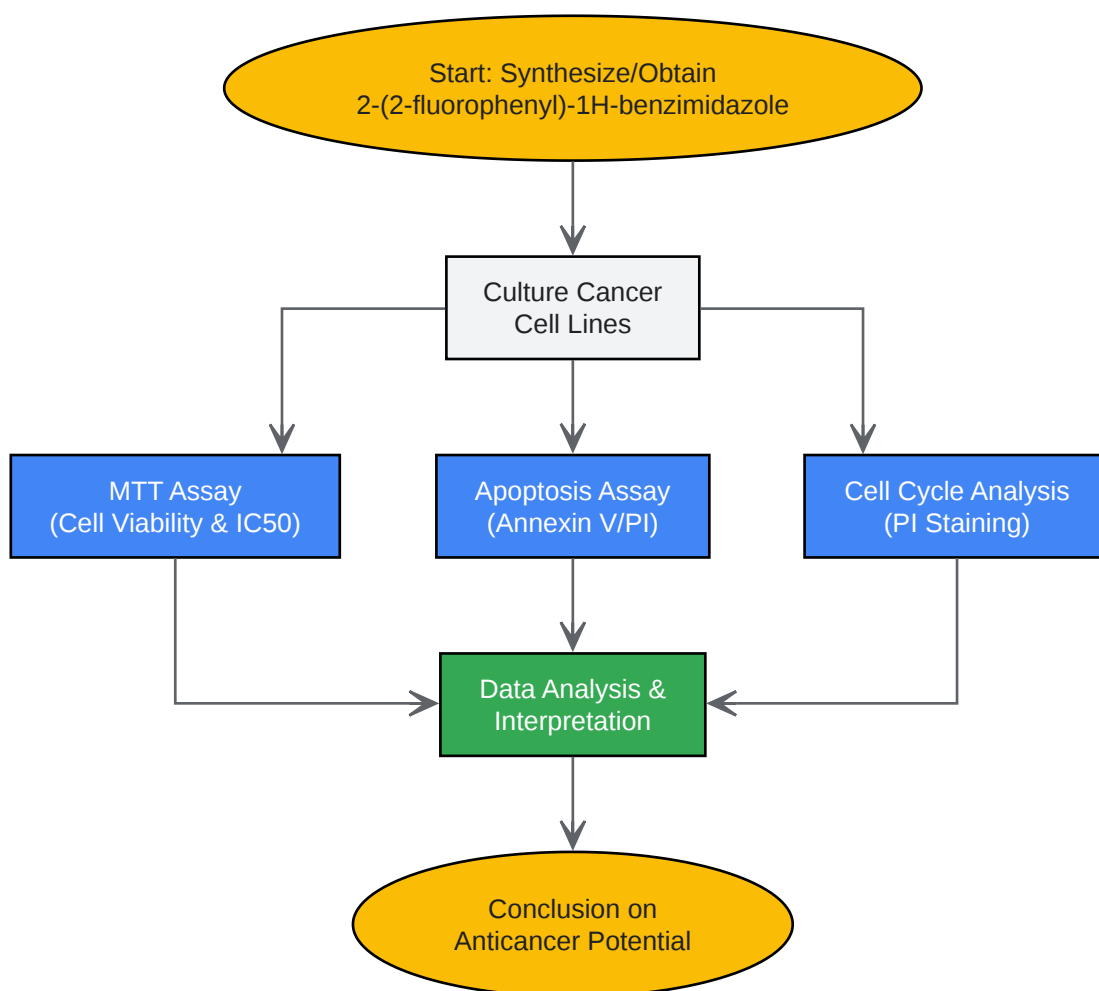 Start: Synthesize/Obtain
2-(2-fluorophenyl)-1H-benzimidazole
Culture Cancer
Cell Lines
MTT Assay
(Cell Viability & IC50)
Apoptosis Assay
(Annexin V/PI)
Cell Cycle Analysis
(PI Staining)
Data Analysis &
Interpretation
Conclusion on
Anticancer Potential